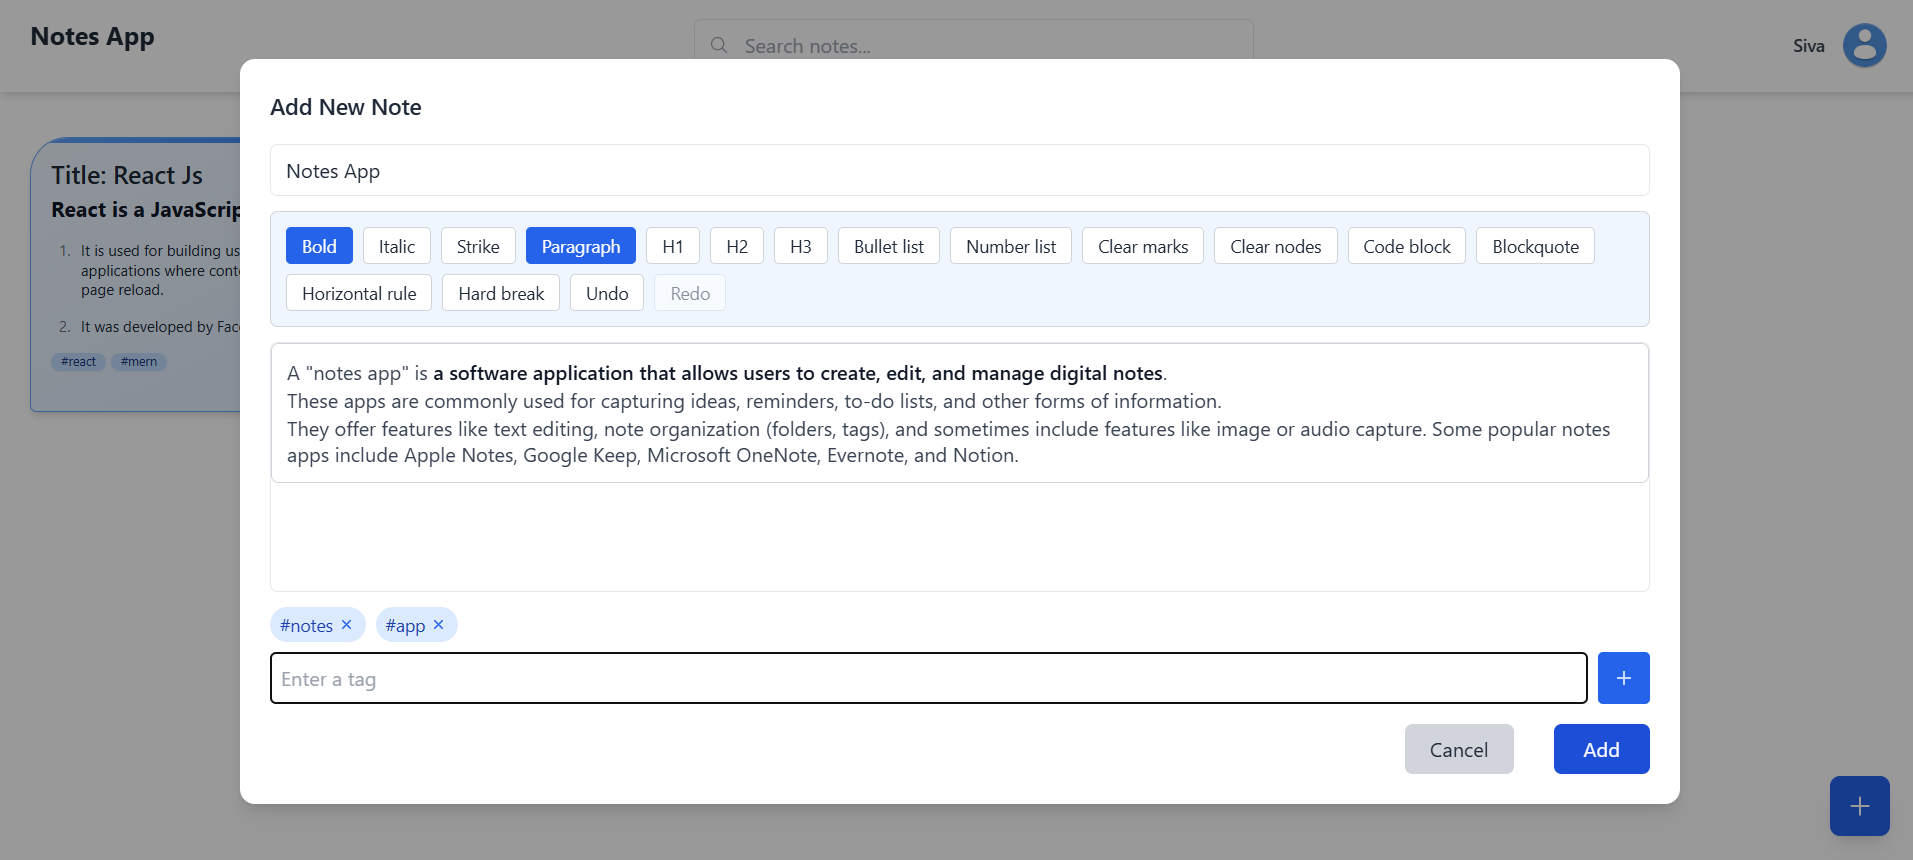 Notes App
Search notes...
Siva
Add New Note
Notes App
Bold Italic Strike Paragraph H1 H2 H3 Bullet list Number list Clear marks Clear nodes Code block Blockquote
Horizontal rule Hard break Undo Redo
A "notes app" is a software application that allows users to create, edit, and manage digital notes.
These apps are commonly used for capturing ideas, reminders, to-do lists, and other forms of information.
They offer features like text editing, note organization (folders, tags), and sometimes include features like image or audio capture. Some popular notes
apps include Apple Notes, Google Keep, Microsoft OneNote, Evernote, and Notion.
#notes ✕ #app ✕
Enter a tag
+
Cancel Add
Title: React Js
React is a JavaScrip
1. It is used for building
applications where
page reload.
2. It was developed by
#react #mern
+